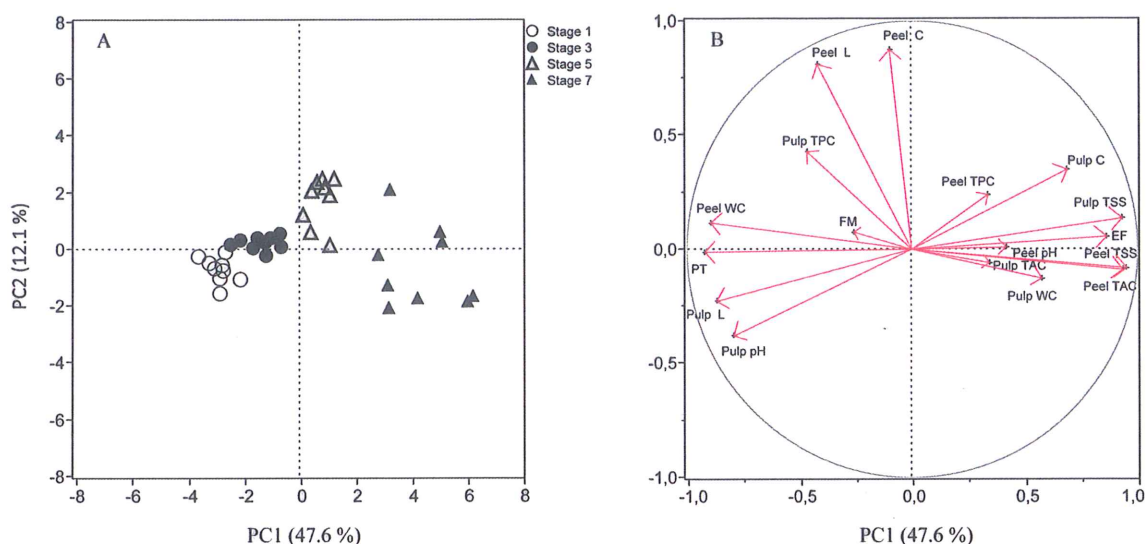 A
Stage 1
Stage 3
Stage 5
Stage 7
8
6
4
2
0
-2
-4
-6
-8
PC2 (12.1 %)
-8
-6
-4
-2
0
2
4
6
8
PC1 (47.6 %)
B
1,0
0,5
0,0
-0,5
-1,0
Peel C
Peel L
Pulp TPC
Pulp C
Peel TPC
Peel WC
Pulp TSS
FM
EF
Peel pH
Peel TSS
PT
Pulp TAC
Peel TAC
Pulp WC
Pulp L
Pulp pH
-1,0
-0,5
0,0
0,5
1,0
PC1 (47.6 %)